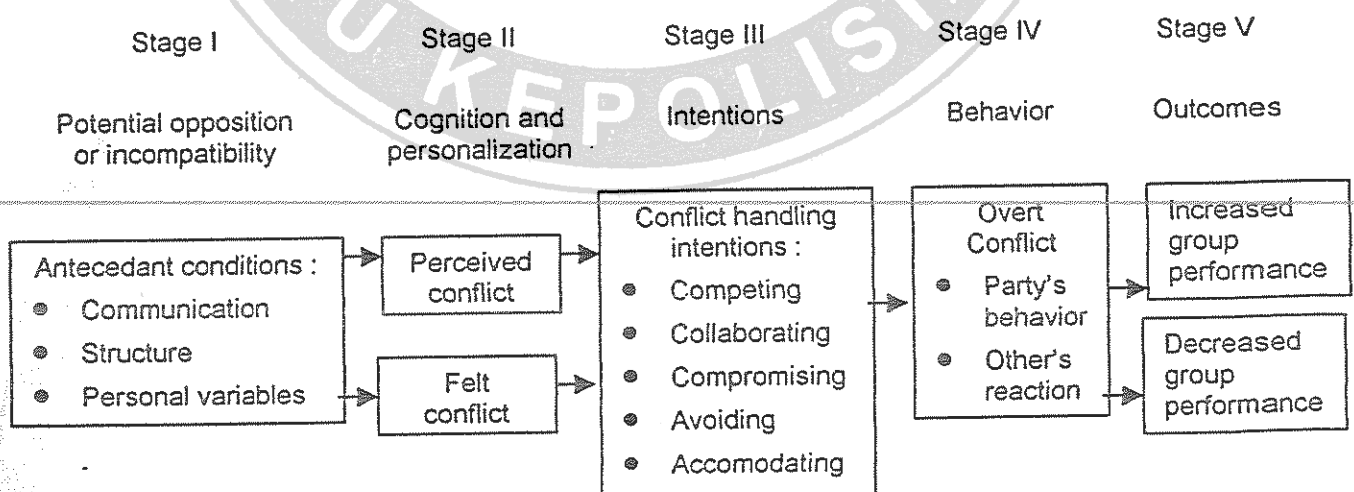 Stage I
Stage II
Stage III
Stage IV
Stage V
Potential opposition
or incompatibility
Cognition and
personalization
Intentions
Behavior
Outcomes
Antecedant conditions :
● Communication
● Structure
● Personal variables
Perceived
conflict
Felt
conflict
Conflict handling
intentions :
● Competing
● Collaborating
● Compromising
● Avoiding
● Accomodating
Overt
Conflict
● Party's
behavior
● Other's
reaction
Increased
group
performance
Decreased
group
performance
U KEPOLISI